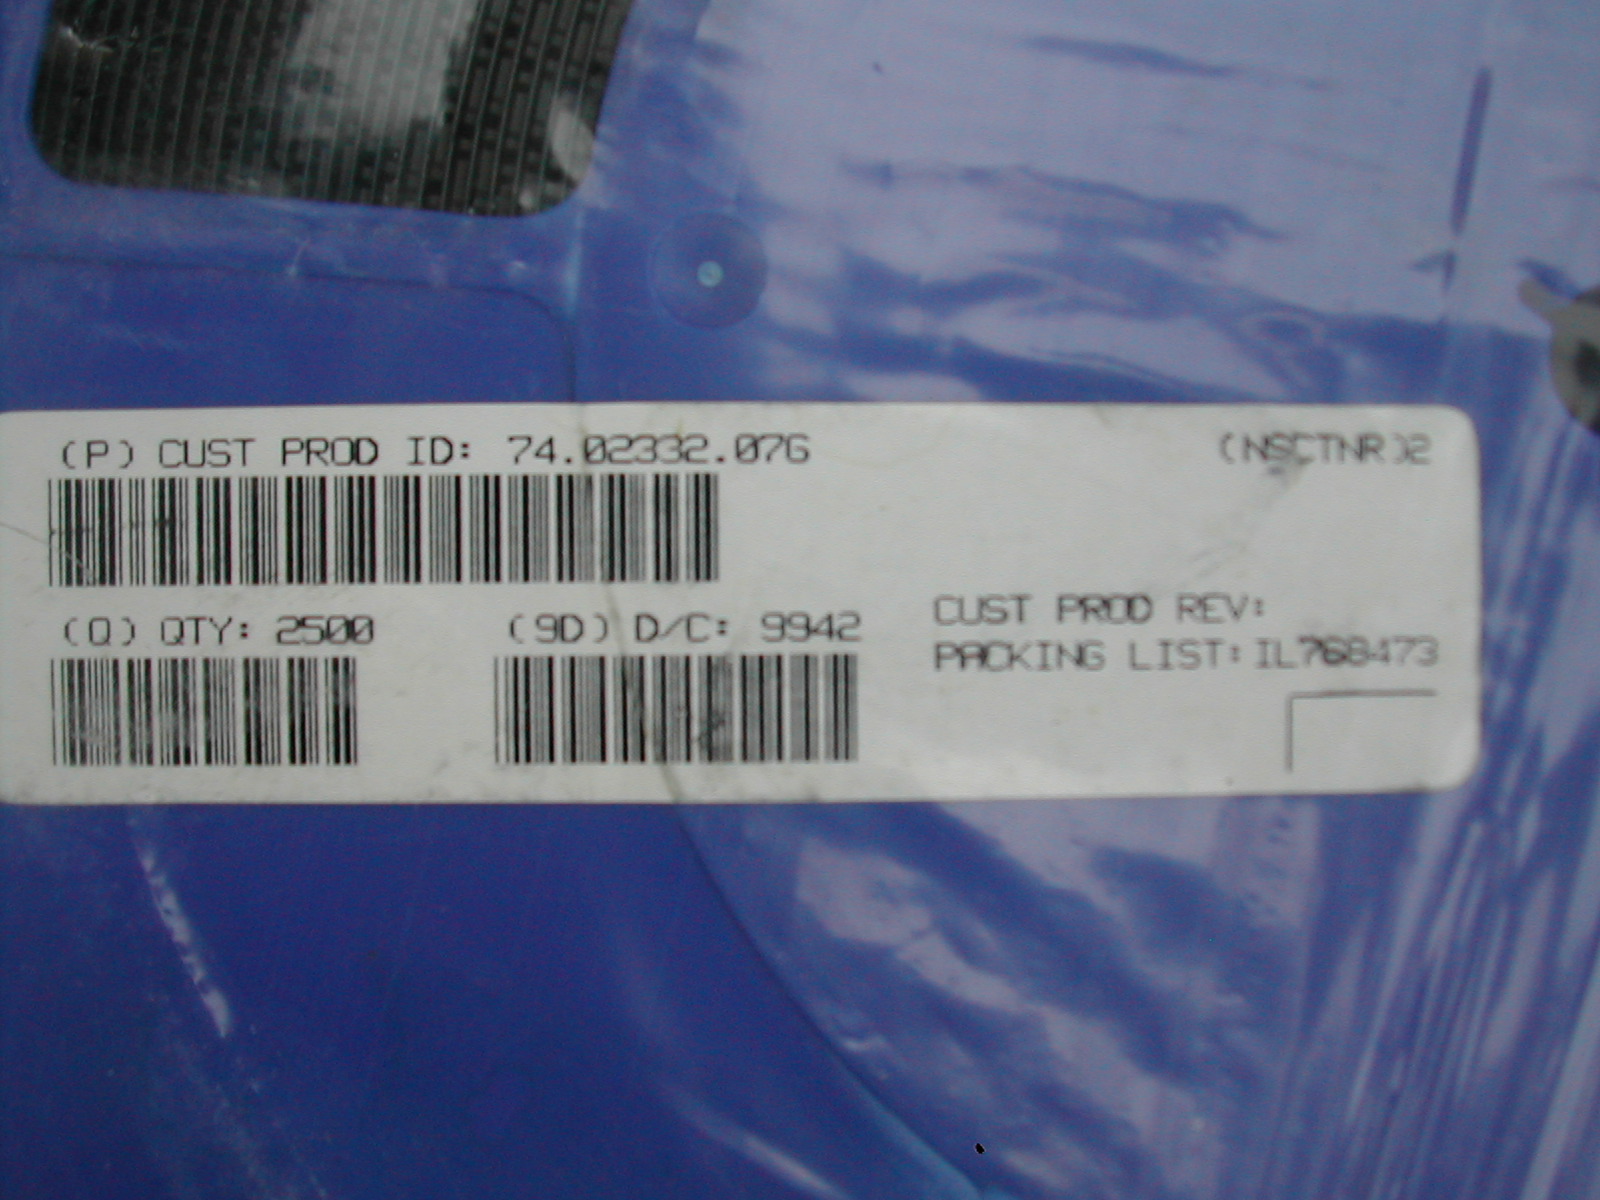 (P) CUST PROD ID: 74.02332.07G (NSCTNR)2
(Q) QTY: 2500 (9D) D/C: 9942
CUST PROD REV:
PACKING LIST: IL768473